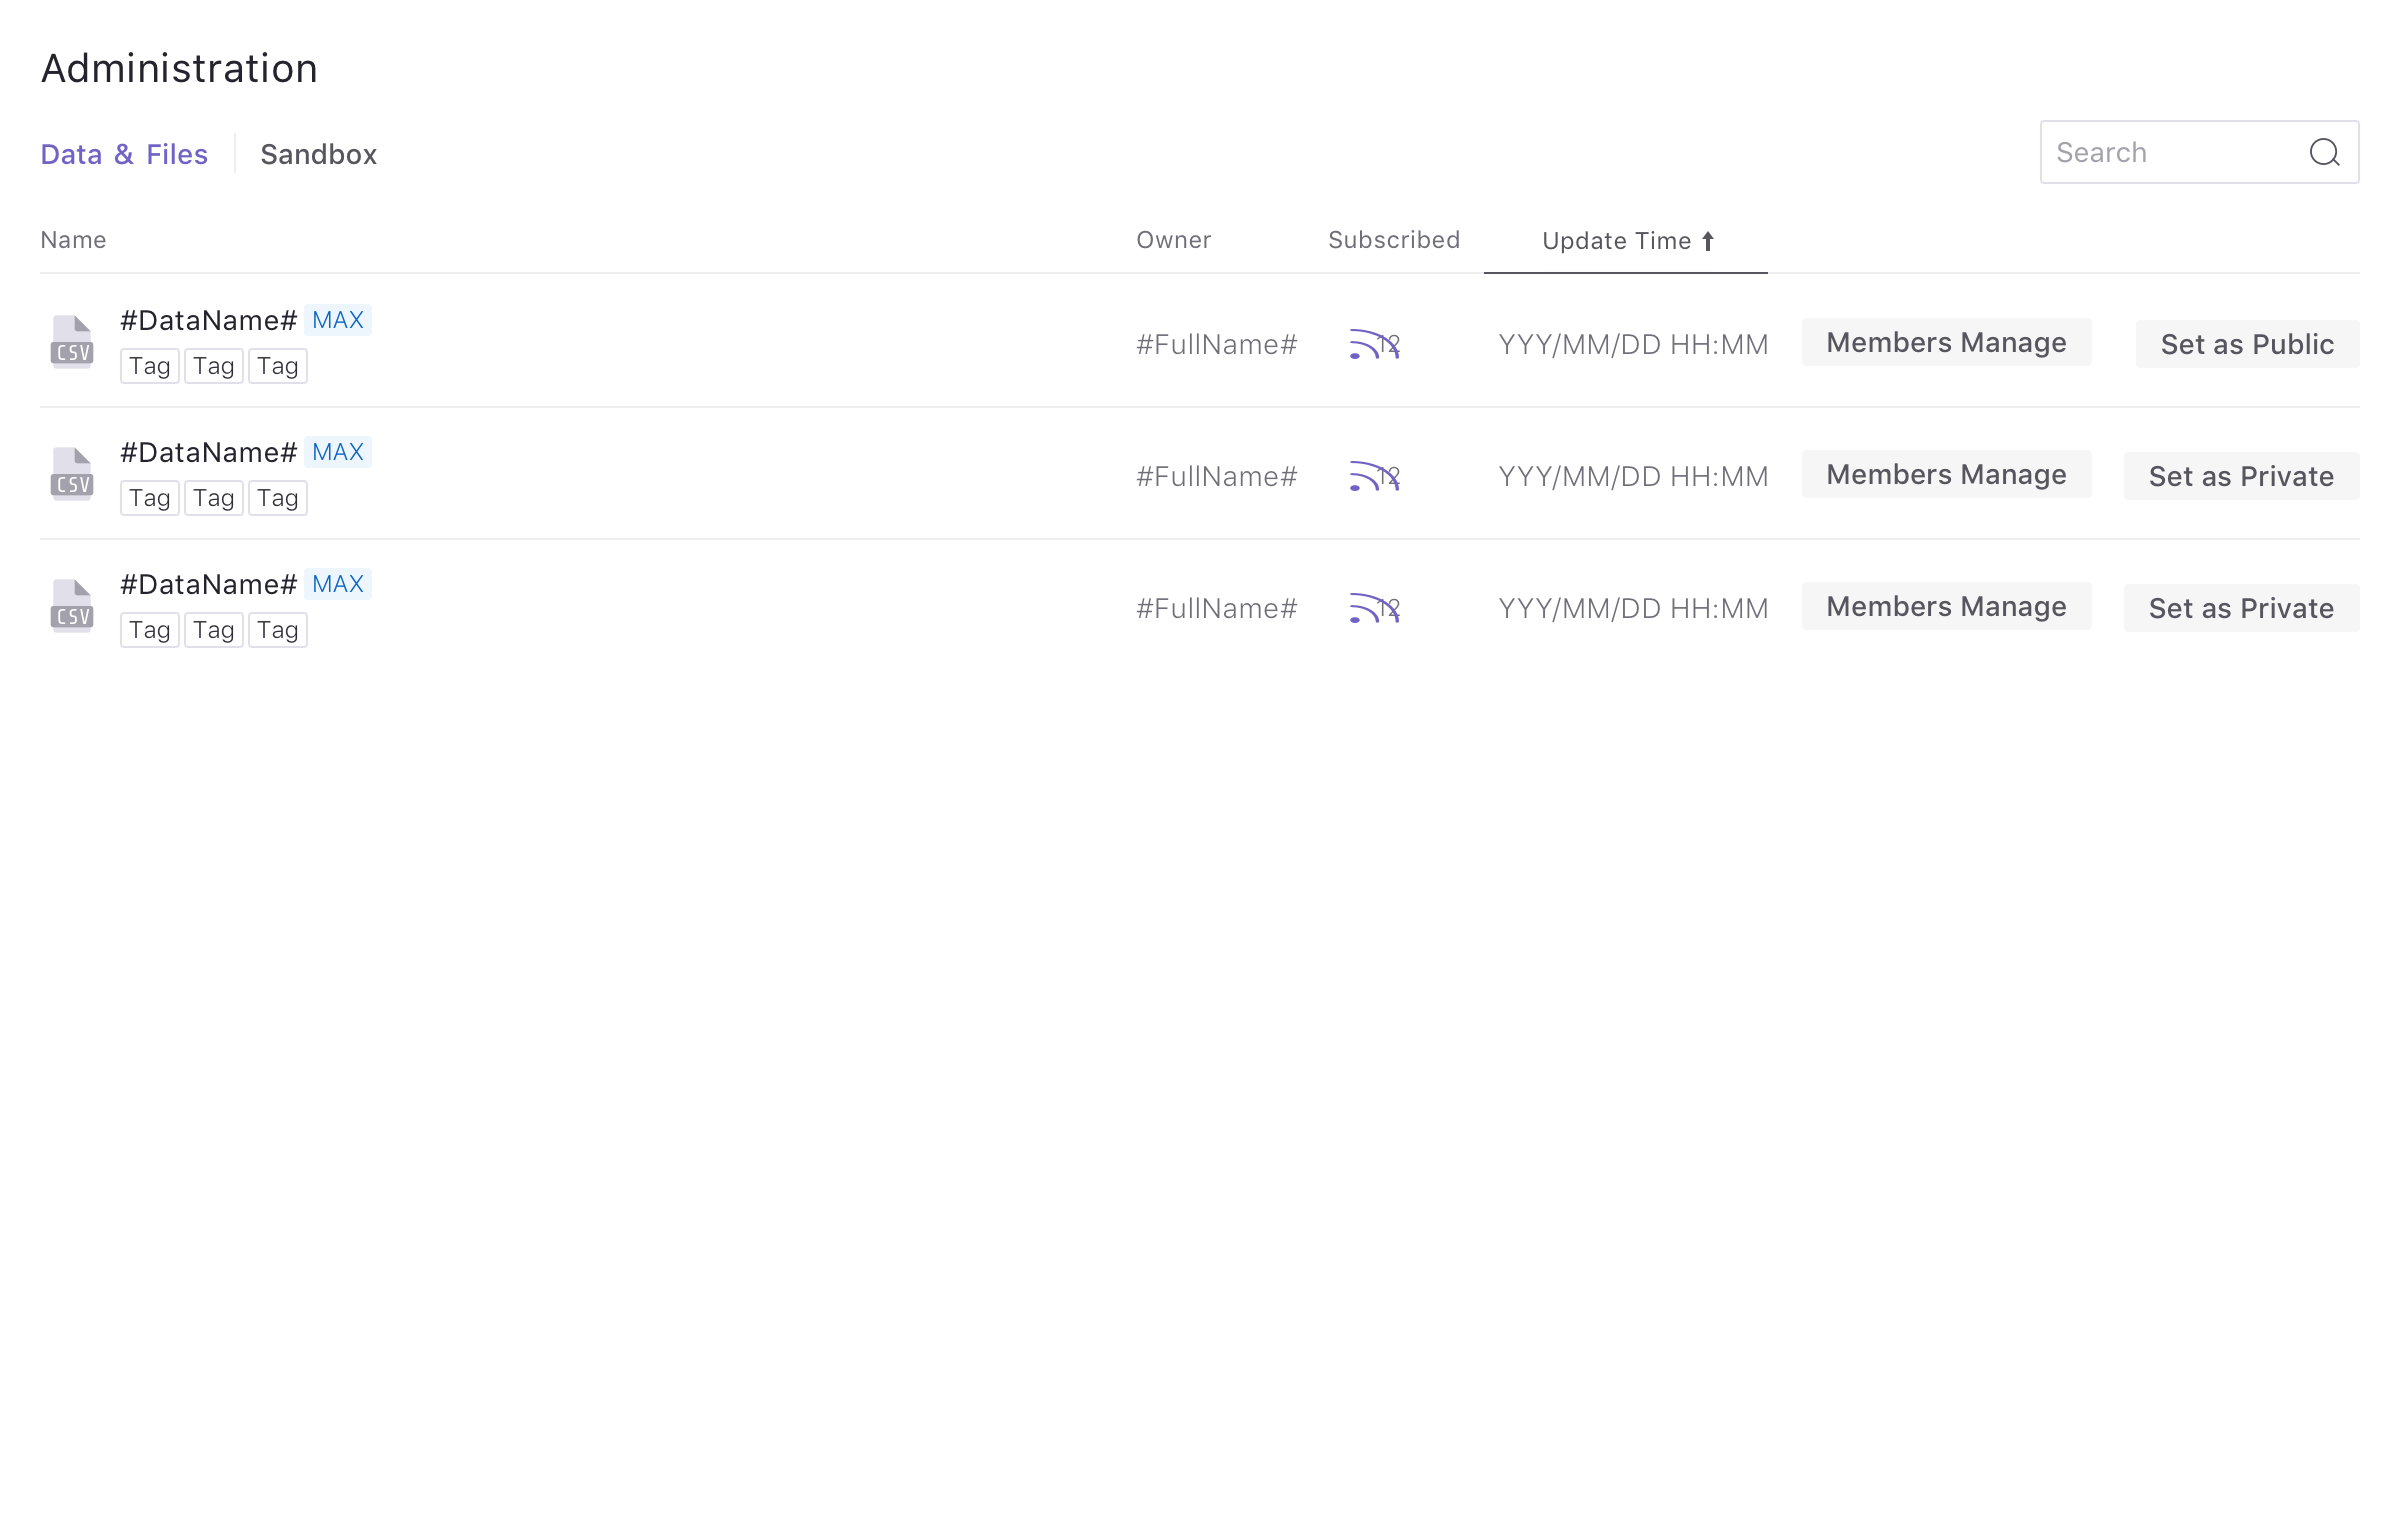 Administration
Data & Files Sandbox Search
Name Owner Subscribed Update Time
#DataName# MAX
CSV Tag Tag Tag #FullName# 12 YYY/MM/DD HH:MM Members Manage Set as Public
#DataName# MAX
CSV Tag Tag Tag #FullName# 12 YYY/MM/DD HH:MM Members Manage Set as Private
#DataName# MAX
CSV Tag Tag Tag #FullName# 12 YYY/MM/DD HH:MM Members Manage Set as Private